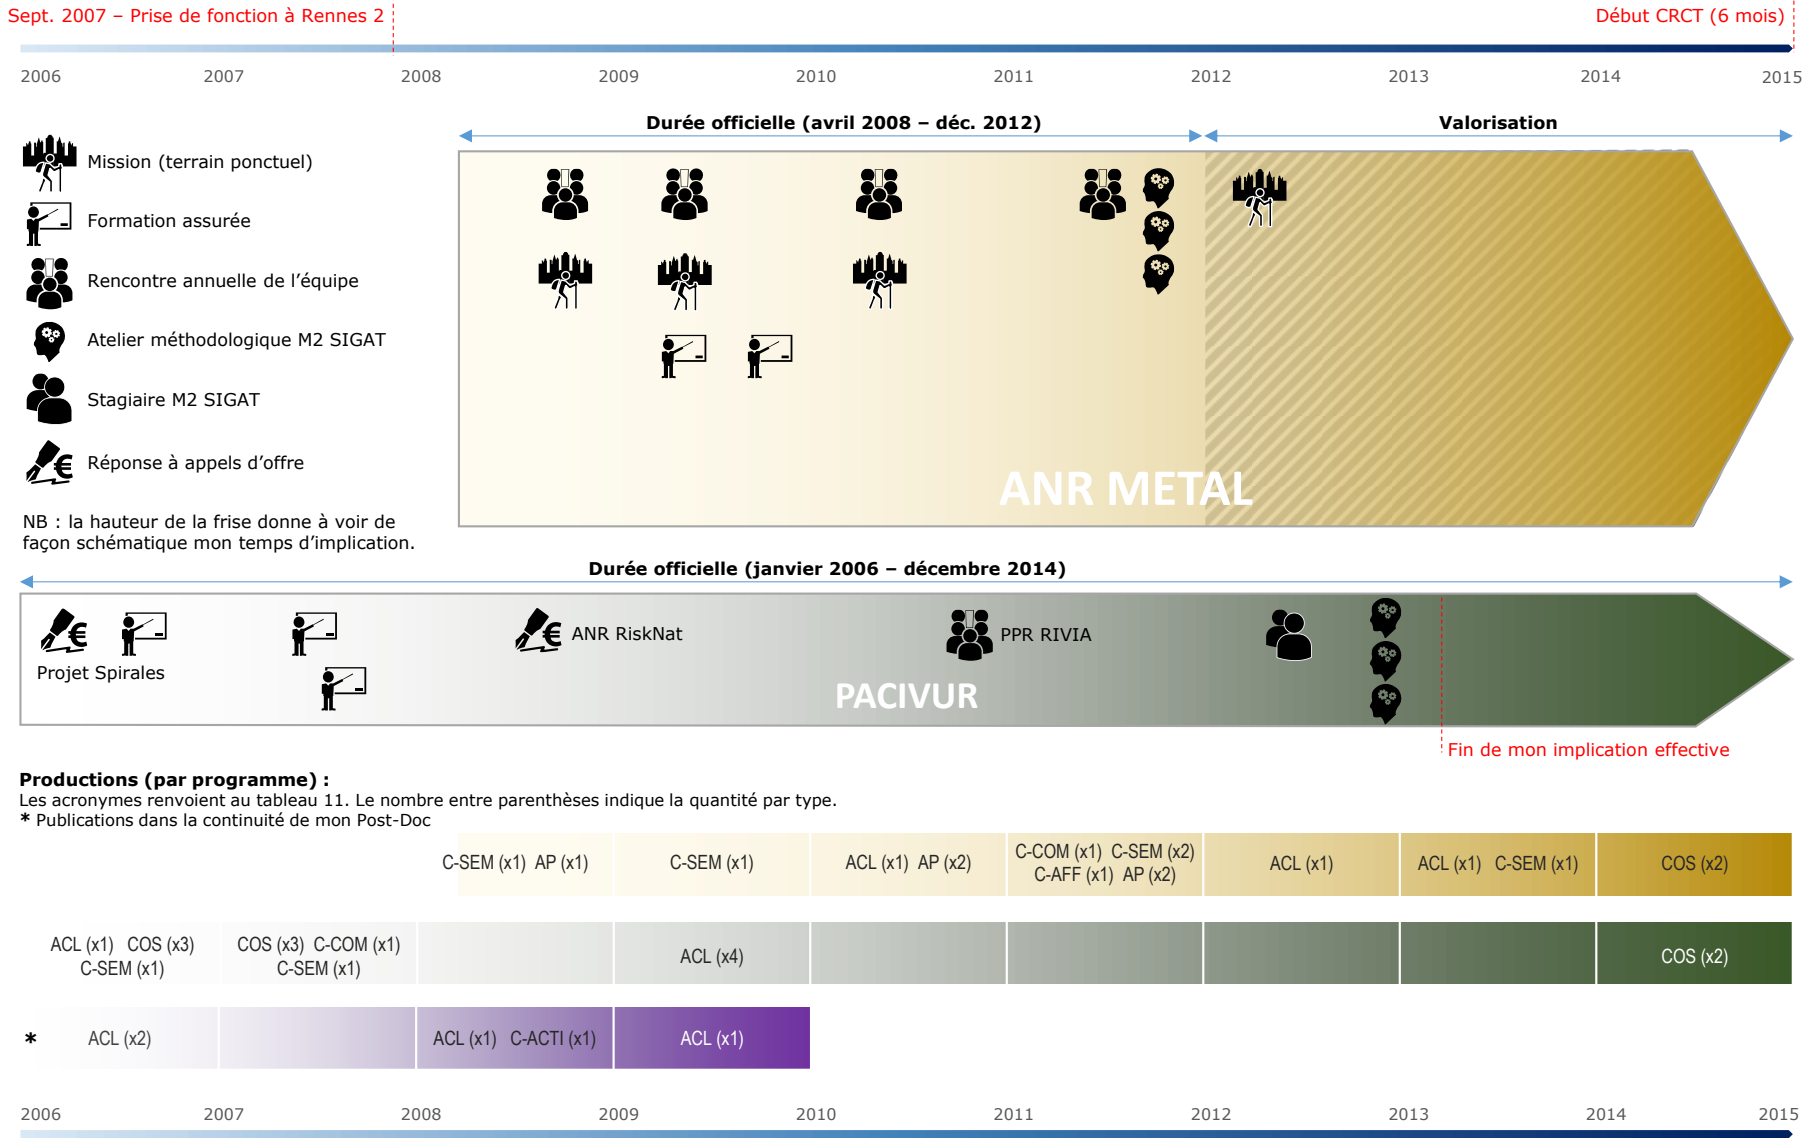 Sept. 2007 – Prise de fonction à Rennes 2
Début CRCT (6 mois)
2006 2007 2008 2009 2010 2011 2012 2013 2014 2015
Durée officielle (avril 2008 – déc. 2012)
Valorisation
Mission (terrain ponctuel)
Formation assurée
Rencontre annuelle de l'équipe
Atelier méthodologique M2 SIGAT
Stagiaire M2 SIGAT
€ Réponse à appels d'offre
NB : la hauteur de la frise donne à voir de
façon schématique mon temps d'implication.
ANR METAL
Durée officielle (janvier 2006 – décembre 2014)
€
Projet Spirales
€ ANR RiskNat
PPR RIVIA
PACIVUR
Fin de mon implication effective
Productions (par programme) :
Les acronymes renvoient au tableau 11. Le nombre entre parenthèses indique la quantité par type.
* Publications dans la continuité de mon Post-Doc
C-SEM (x1) AP (x1)
C-SEM (x1)
ACL (x1) AP (x2)
C-COM (x1) C-SEM (x2)
C-AFF (x1) AP (x2)
ACL (x1)
ACL (x1) C-SEM (x1)
COS (x2)
ACL (x1) COS (x3)
C-SEM (x1)
COS (x3) C-COM (x1)
C-SEM (x1)
ACL (x4)
COS (x2)
*
ACL (x2)
ACL (x1) C-ACTI (x1)
ACL (x1)
2006 2007 2008 2009 2010 2011 2012 2013 2014 2015